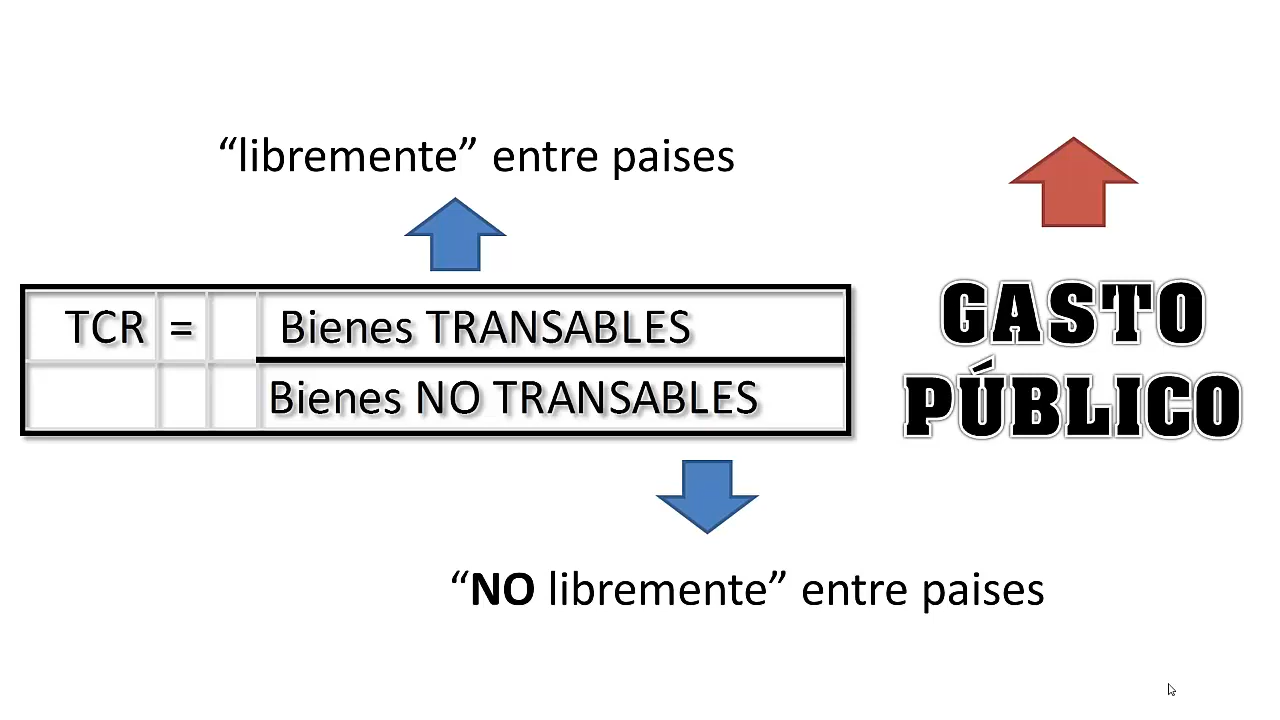 “libremente” entre paises
TCR = Bienes TRANSABLES
Bienes NO TRANSABLES
GASTO
PÚBLICO
“NO libremente” entre paises